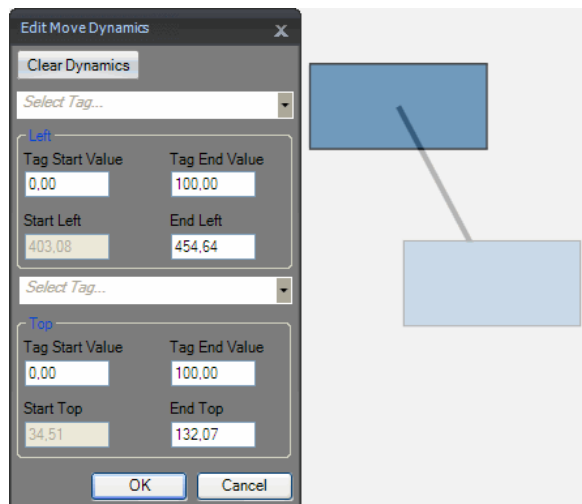 Edit Move Dynamics x
Clear Dynamics
Select Tag...
Left
Tag Start Value Tag End Value
0,00 100,00
Start Left End Left
403,08 454,64
Select Tag...
Top
Tag Start Value Tag End Value
0,00 100,00
Start Top End Top
34,51 132,07
OK Cancel